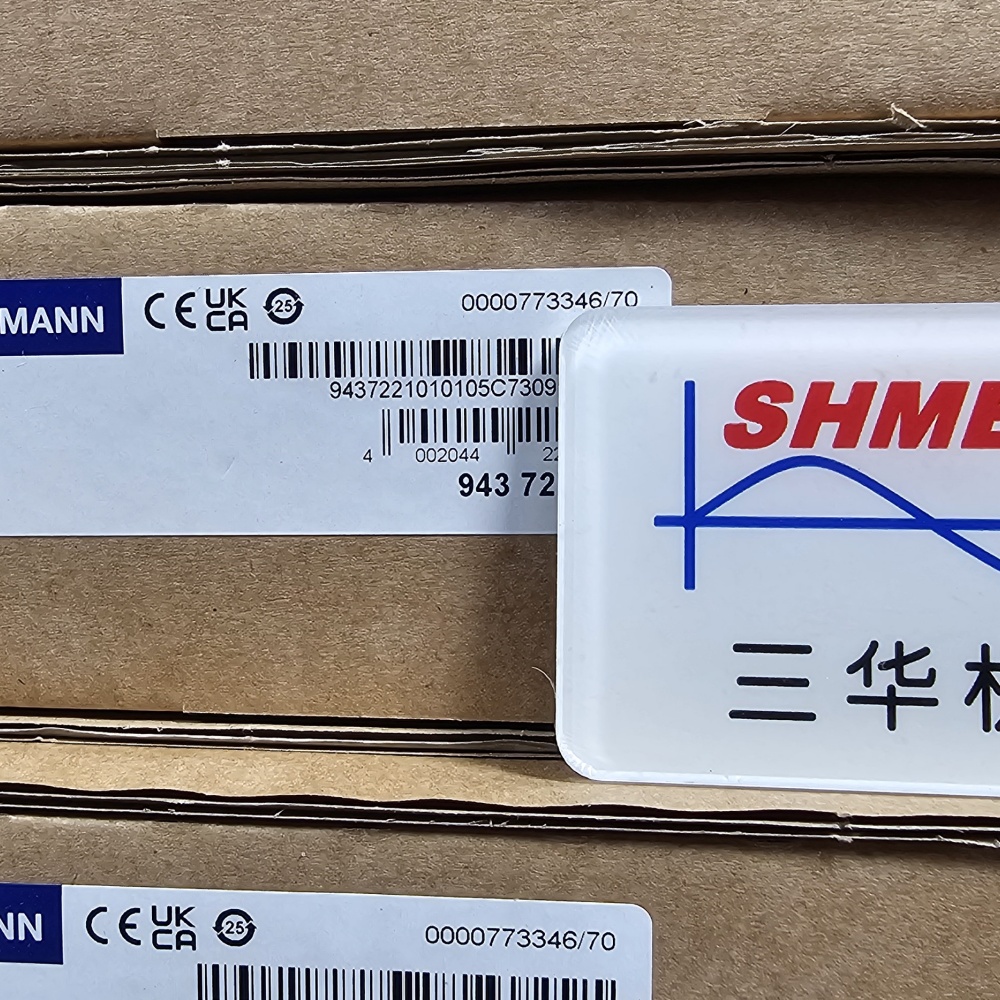 MANN CE UK CA 25 0000773346/70
9437221010105C7309
4 002044 22
943 72
SHME
三华
NN CE UK CA 25 0000773346/70